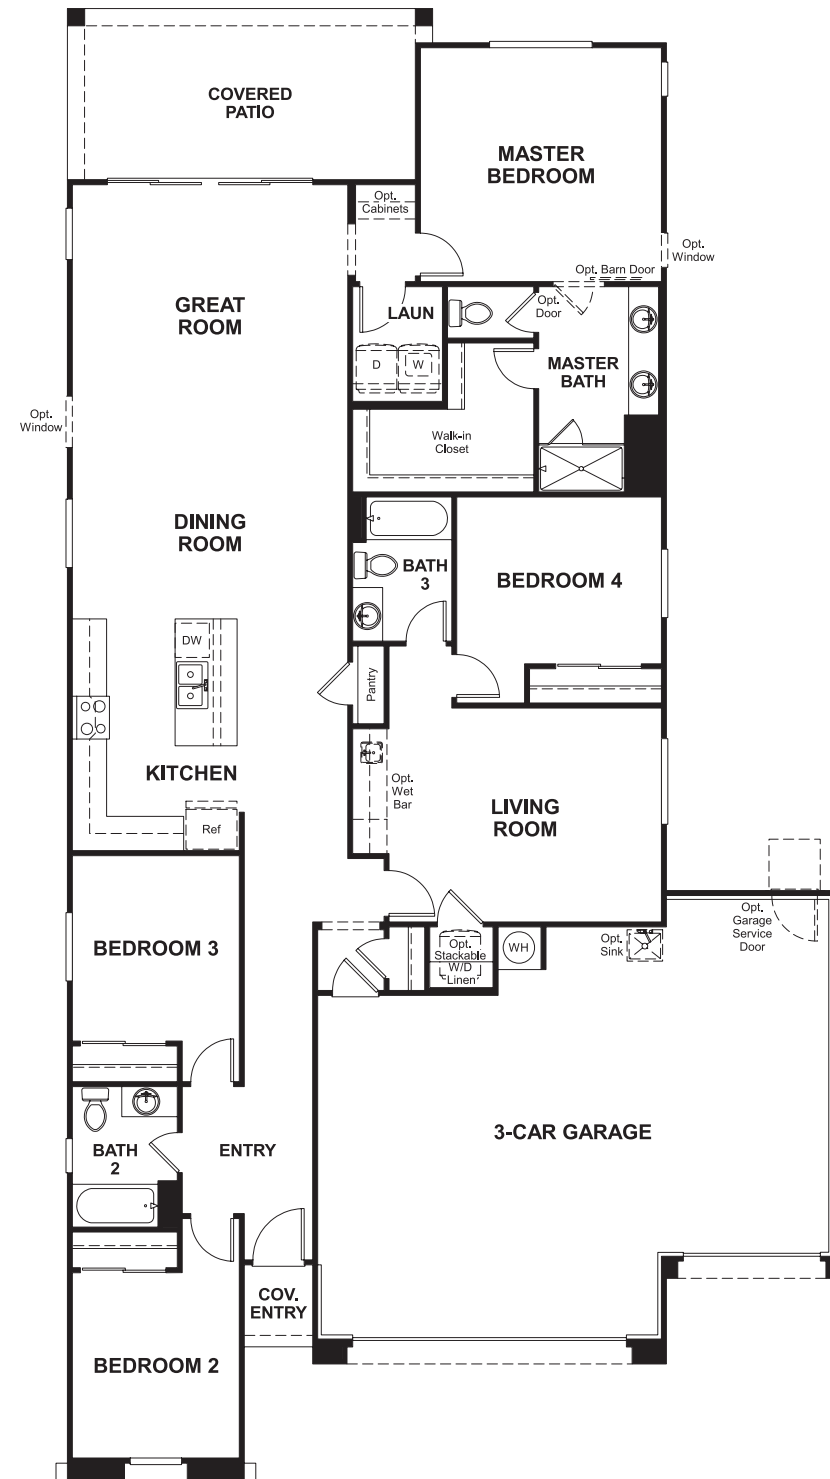 COVERED
PATIO
MASTER
BEDROOM
Opt.
Cabinets
Opt.
Window
Opt. Barn Door
Opt.
Door
GREAT
ROOM
LAUN
D
W
MASTER
BATH
Opt.
Window
Walk-in
Closet
DINING
ROOM
BATH
3
BEDROOM 4
DW
Pantry
KITCHEN
Opt.
Wet
Bar
LIVING
ROOM
Ref
BEDROOM 3
Opt.
Stackable
W/D
Linen
WH
Opt.
Sink
Opt.
Garage
Service
Door
3-CAR GARAGE
BATH
2
ENTRY
COV.
ENTRY
BEDROOM 2